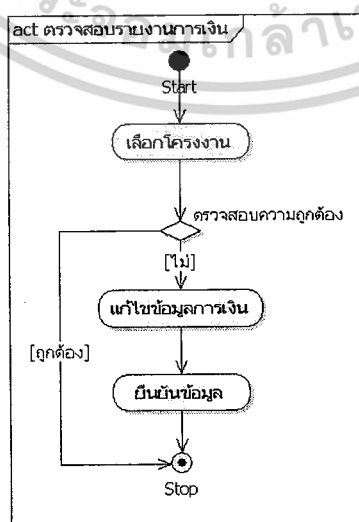 act ตรวจสอบรายงานการเงิน
Start
เลือกโครงงาน
ตรวจสอบความถูกต้อง
[ไม่]
แก้ไขข้อมูลการเงิน
[ถูกต้อง]
ยืนยันข้อมูล
Stop